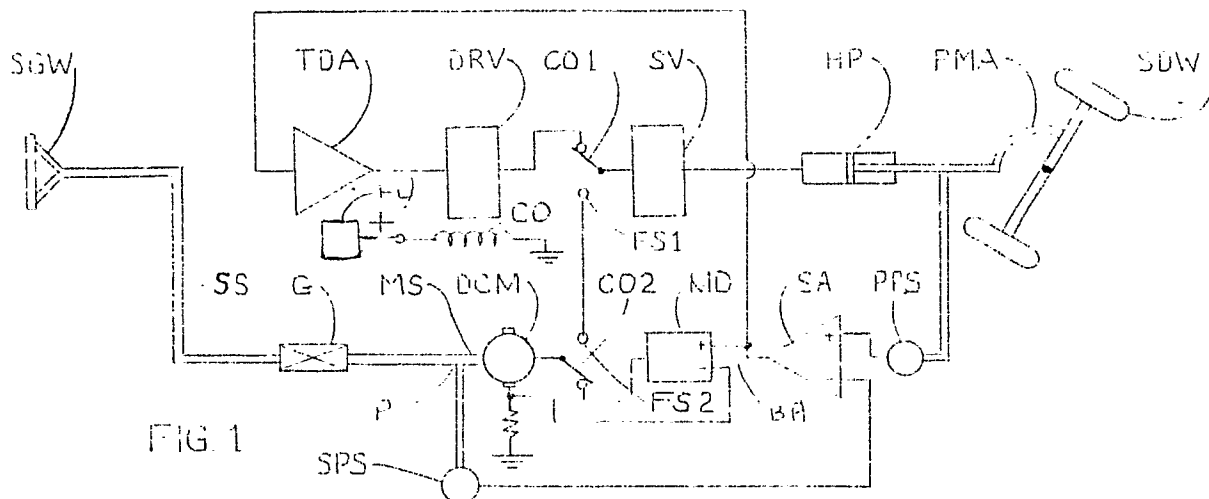 SGW TDA DRV CO1 SV HP PMA SDW
+ CO FS1
SS G MS DCM CO2 MD SA PPS
+ +
- -
P I FS2 BA
FIG. 1
SPS